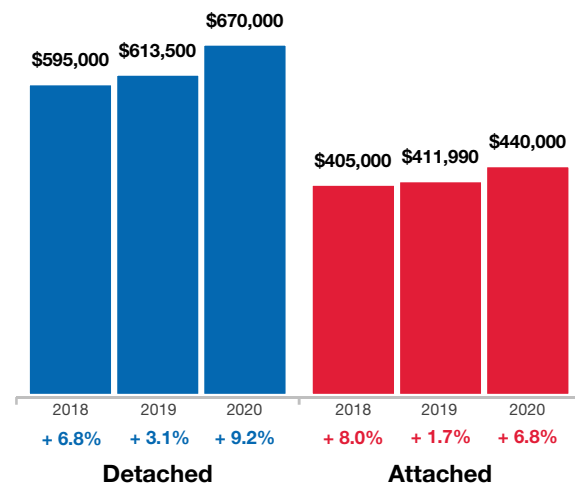 $670,000
$595,000
$613,500
$405,000 $411,990 $440,000
2018 2019 2020 2018 2019 2020
+ 6.8% + 3.1% + 9.2% + 8.0% + 1.7% + 6.8%
Detached Attached